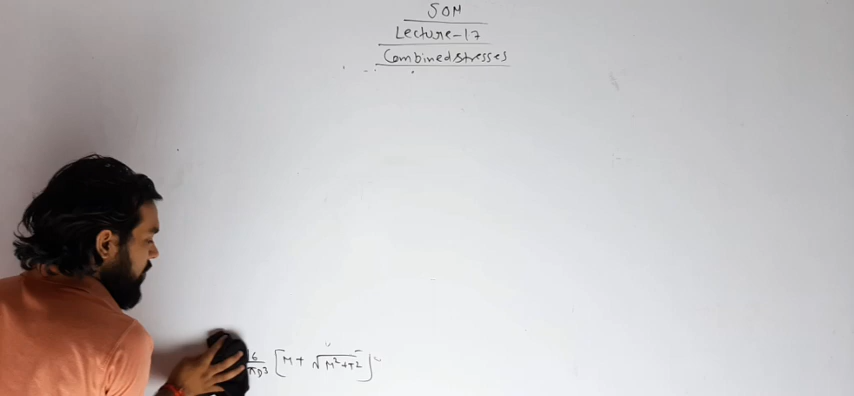 SOM
Lecture-17
Combined stresses
6/πD3 [M + √M²+T²]